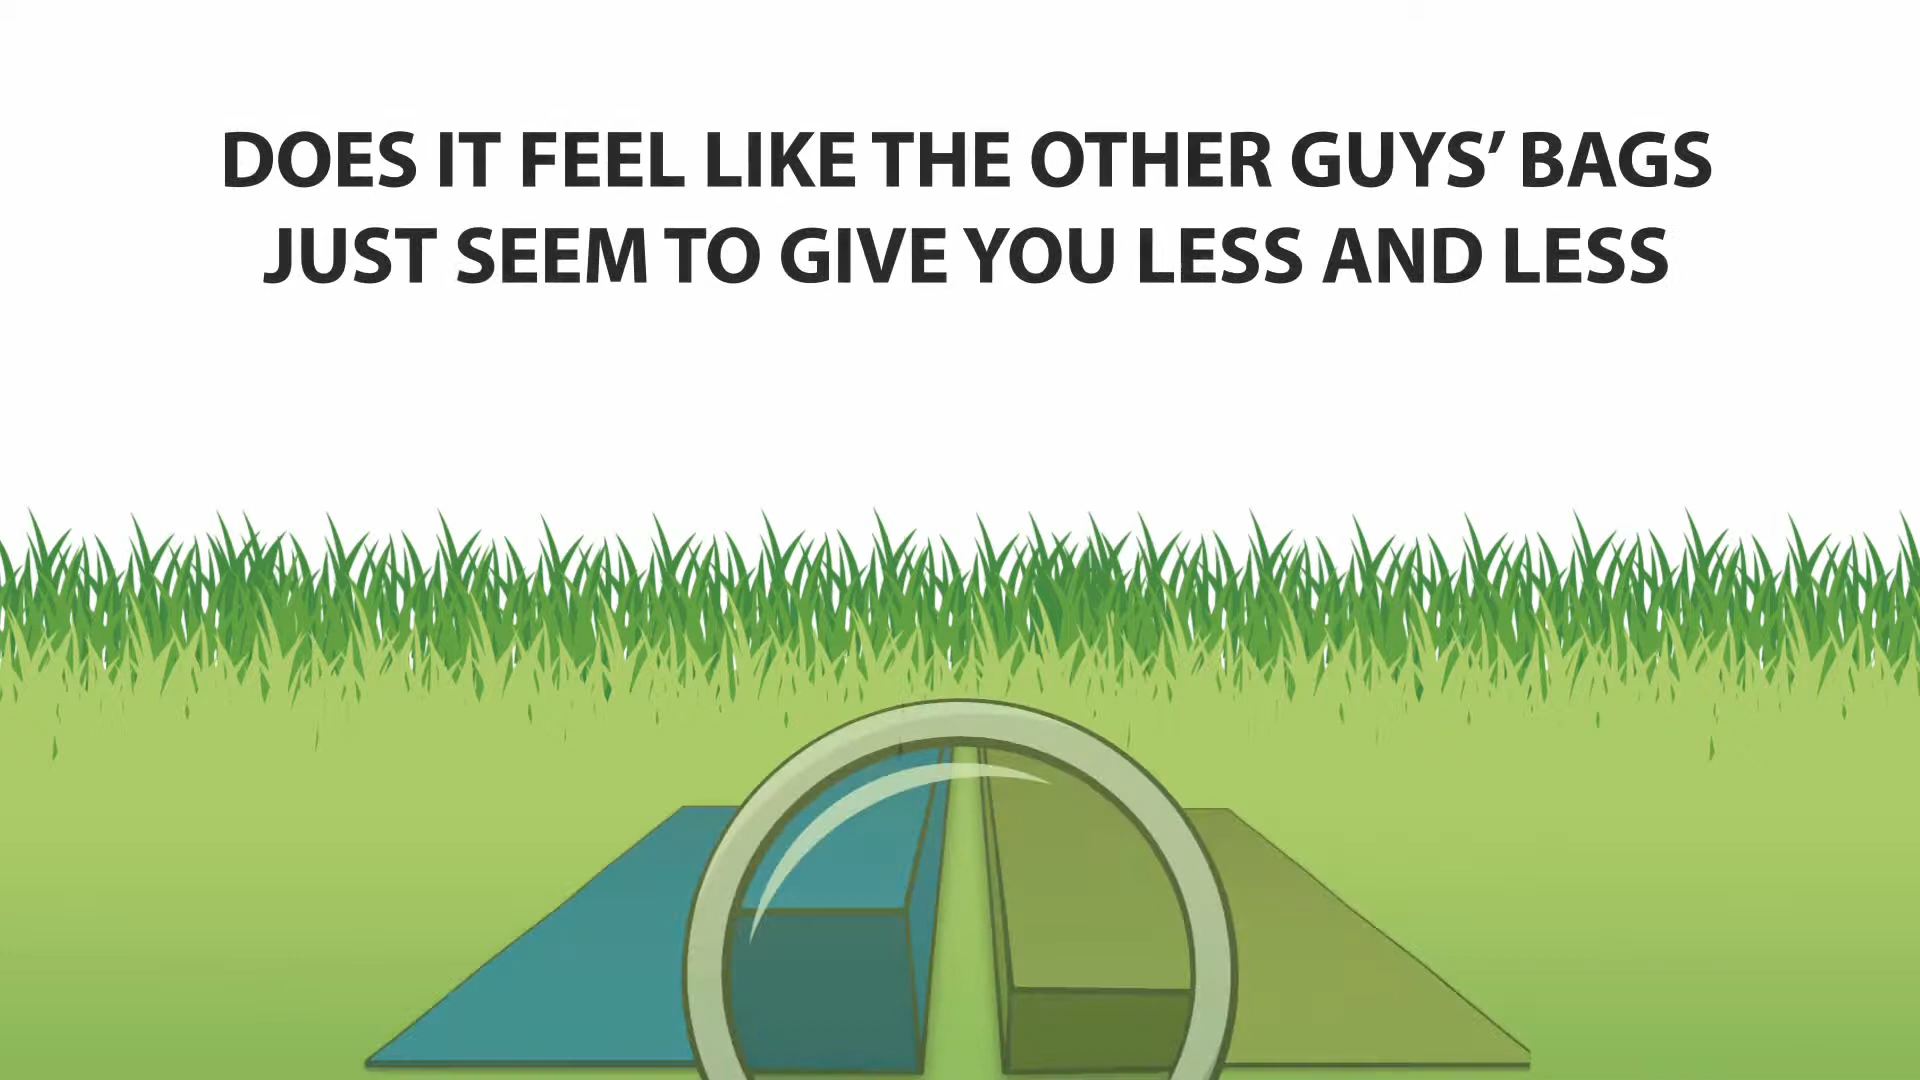 DOES IT FEEL LIKE THE OTHER GUYS’ BAGS
JUST SEEM TO GIVE YOU LESS AND LESS